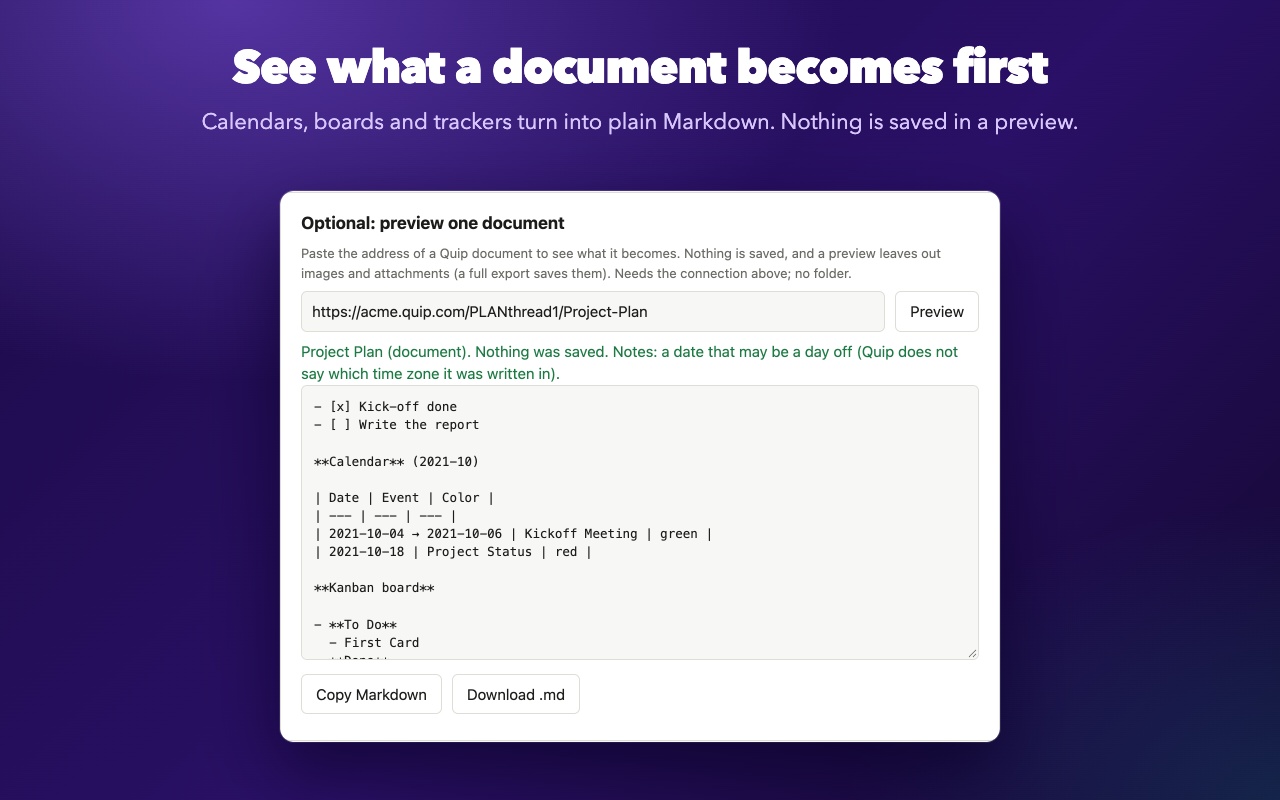 See what a document becomes first
Calendars, boards and trackers turn into plain Markdown. Nothing is saved in a preview.
Optional: preview one document
Paste the address of a Quip document to see what it becomes. Nothing is saved, and a preview leaves out
images and attachments (a full export saves them). Needs the connection above; no folder.
https://acme.quip.com/PLANthread1/Project-Plan
Preview
Project Plan (document). Nothing was saved. Notes: a date that may be a day off (Quip does not
say which time zone it was written in).
- [x] Kick-off done
- [ ] Write the report
**Calendar** (2021-10)
| Date | Event | Color |
| --- | --- | --- |
| 2021-10-04 → 2021-10-06 | Kickoff Meeting | green |
| 2021-10-18 | Project Status | red |
**Kanban board**
- **To Do**
  - First Card
Copy Markdown
Download .md